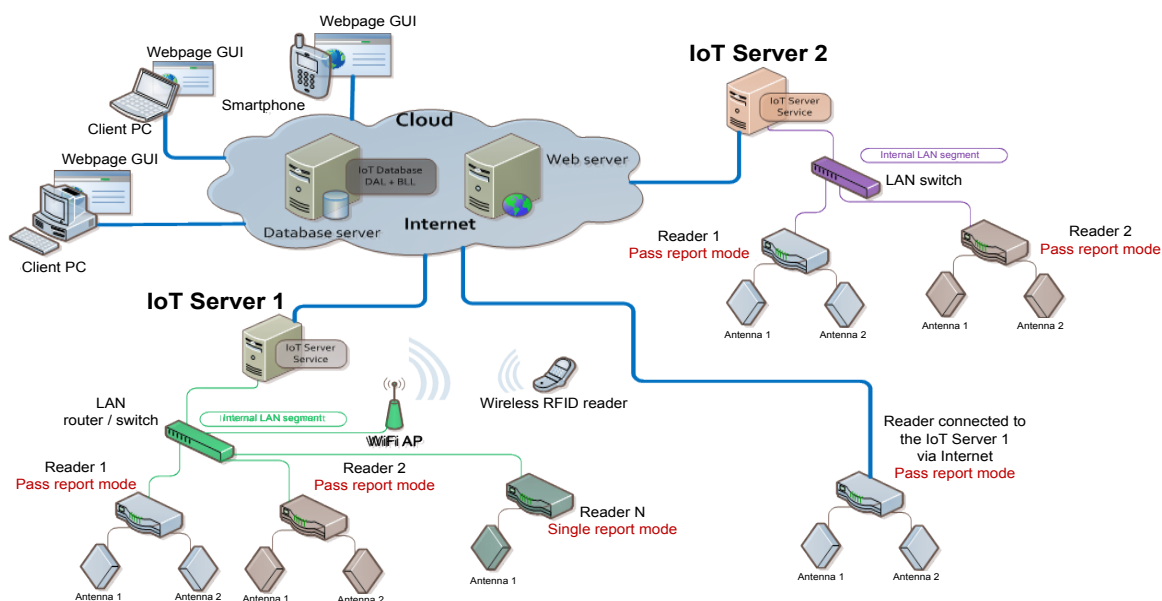 Webpage GUI
Webpage GUI
Smartphone
Client PC
Webpage GUI
Client PC
Cloud
IoT Database
DAL + BLL
Web server
Internet
Database server
IoT Server 2
IoT Server
Service
Internal LAN segment
LAN switch
Reader 1
Pass report mode
Reader 2
Pass report mode
Antenna 1
Antenna 2
Antenna 1
Antenna 2
IoT Server 1
IoT Server
Service
LAN
router / switch
Internal LAN segment
WiFi AP
Wireless RFID reader
Reader 1
Pass report mode
Reader 2
Pass report mode
Reader N
Single report mode
Antenna 1
Antenna 2
Antenna 1
Antenna 2
Antenna 1
Reader connected to
the IoT Server 1
via Internet
Pass report mode
Antenna 1
Antenna 2